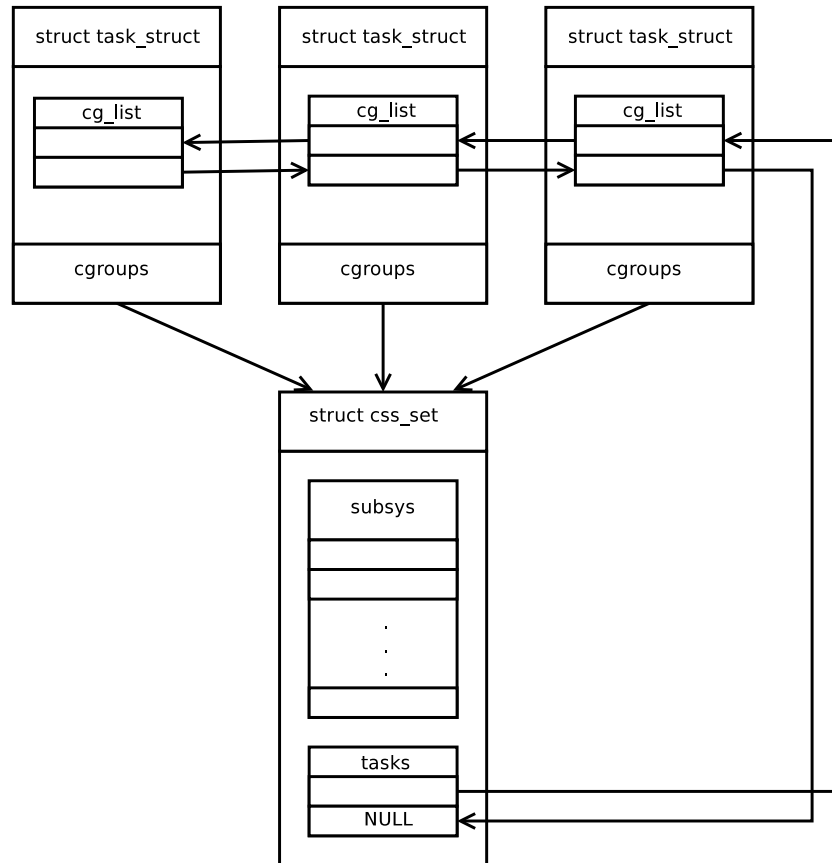 struct task_struct
struct task_struct
struct task_struct
cg_list
cg_list
cg_list
cgroups
cgroups
cgroups
struct css_set
subsys
.
.
.
tasks
NULL